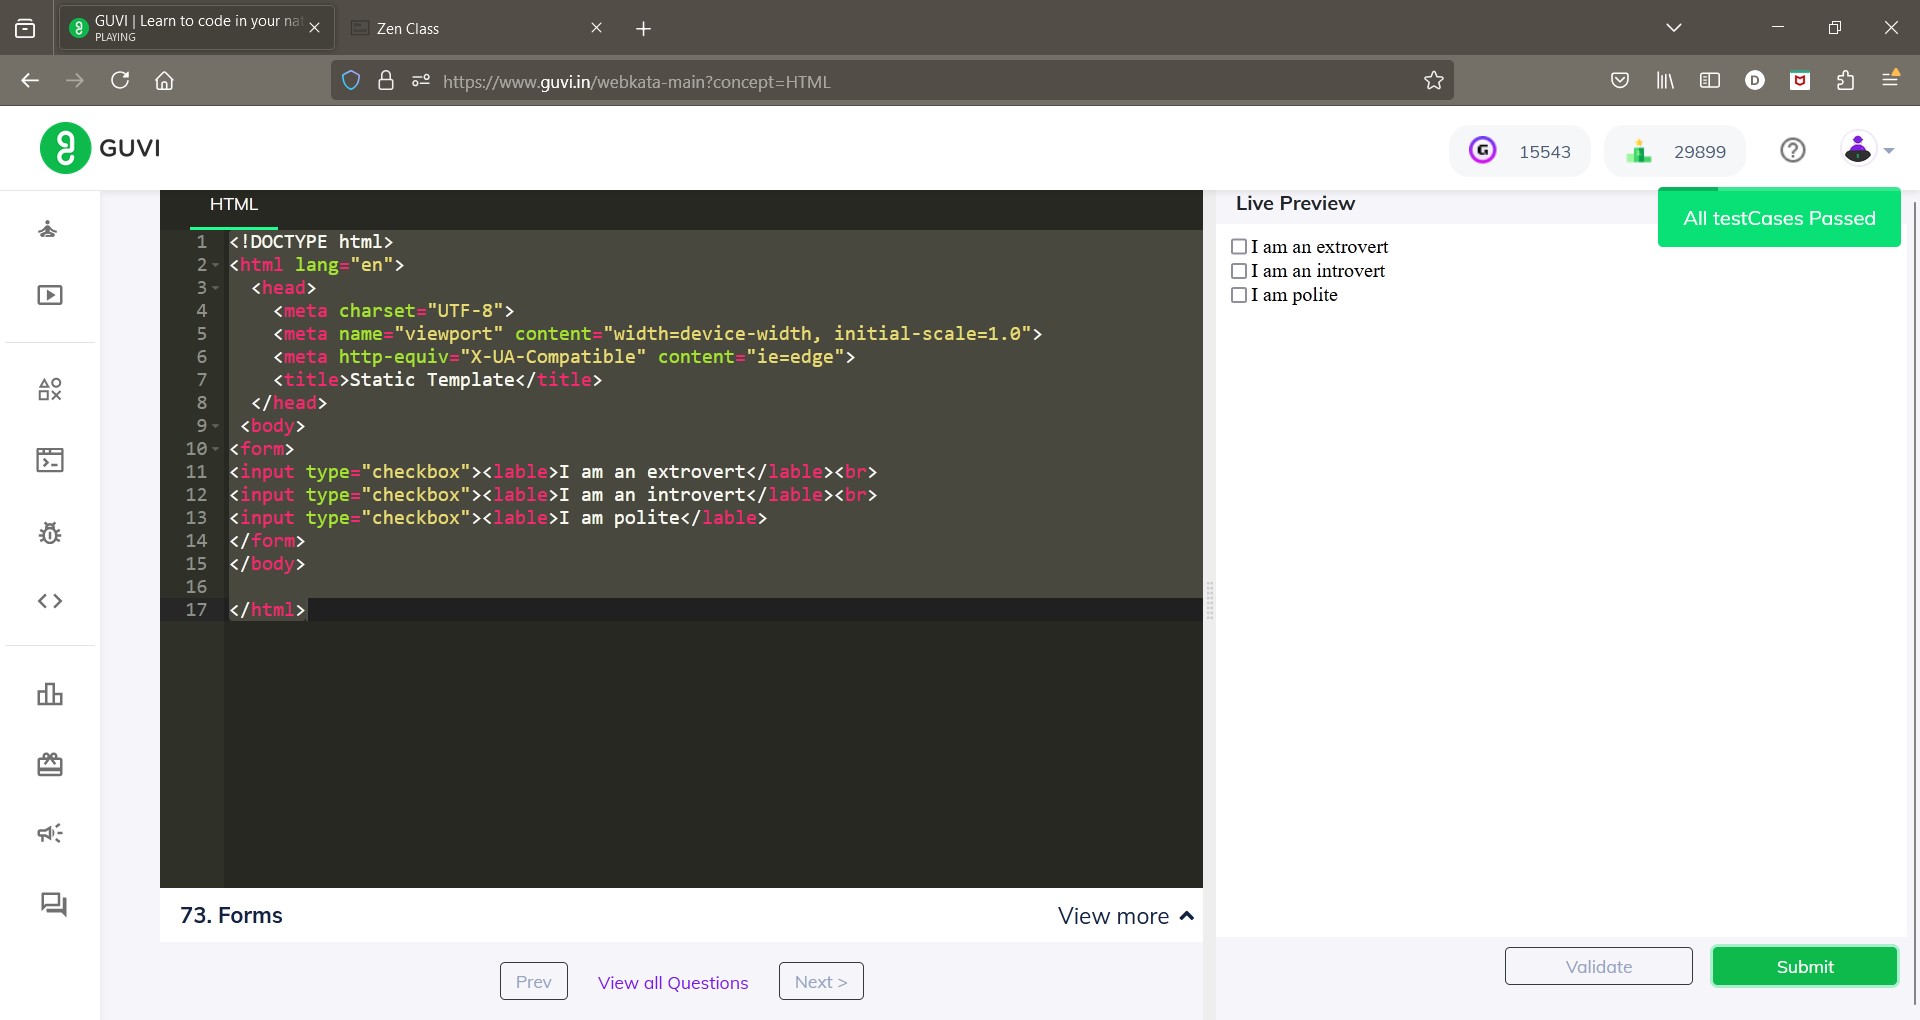 GUVI | Learn to code in your nat
PLAYING
Zen Class
https://www.guvi.in/webkata-main?concept=HTML
GUVI
15543
29899
HTML
1 <!DOCTYPE html>
2 <html lang="en">
3 <head>
4 <meta charset="UTF-8">
5 <meta name="viewport" content="width=device-width, initial-scale=1.0">
6 <meta http-equiv="X-UA-Compatible" content="ie=edge">
7 <title>Static Template</title>
8 </head>
9 <body>
10 <form>
11 <input type="checkbox"><lable>I am an extrovert</lable><br>
12 <input type="checkbox"><lable>I am an introvert</lable><br>
13 <input type="checkbox"><lable>I am polite</lable>
14 </form>
15 </body>
16
17 </html>
Live Preview
All testCases Passed
I am an extrovert
I am an introvert
I am polite
73. Forms
View more
Prev
View all Questions
Next >
Validate
Submit